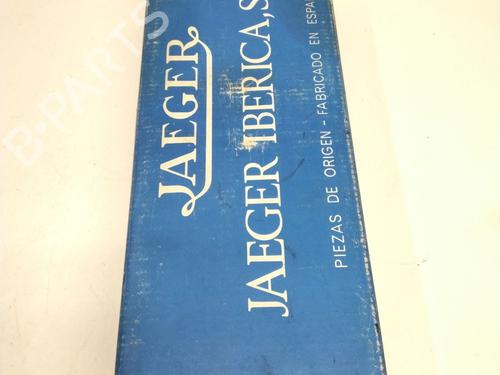 JAEGER
JAEGER IBERICA, S
PIEZAS DE ORIGEN - FABRICADO EN ESPA
B-PARTS